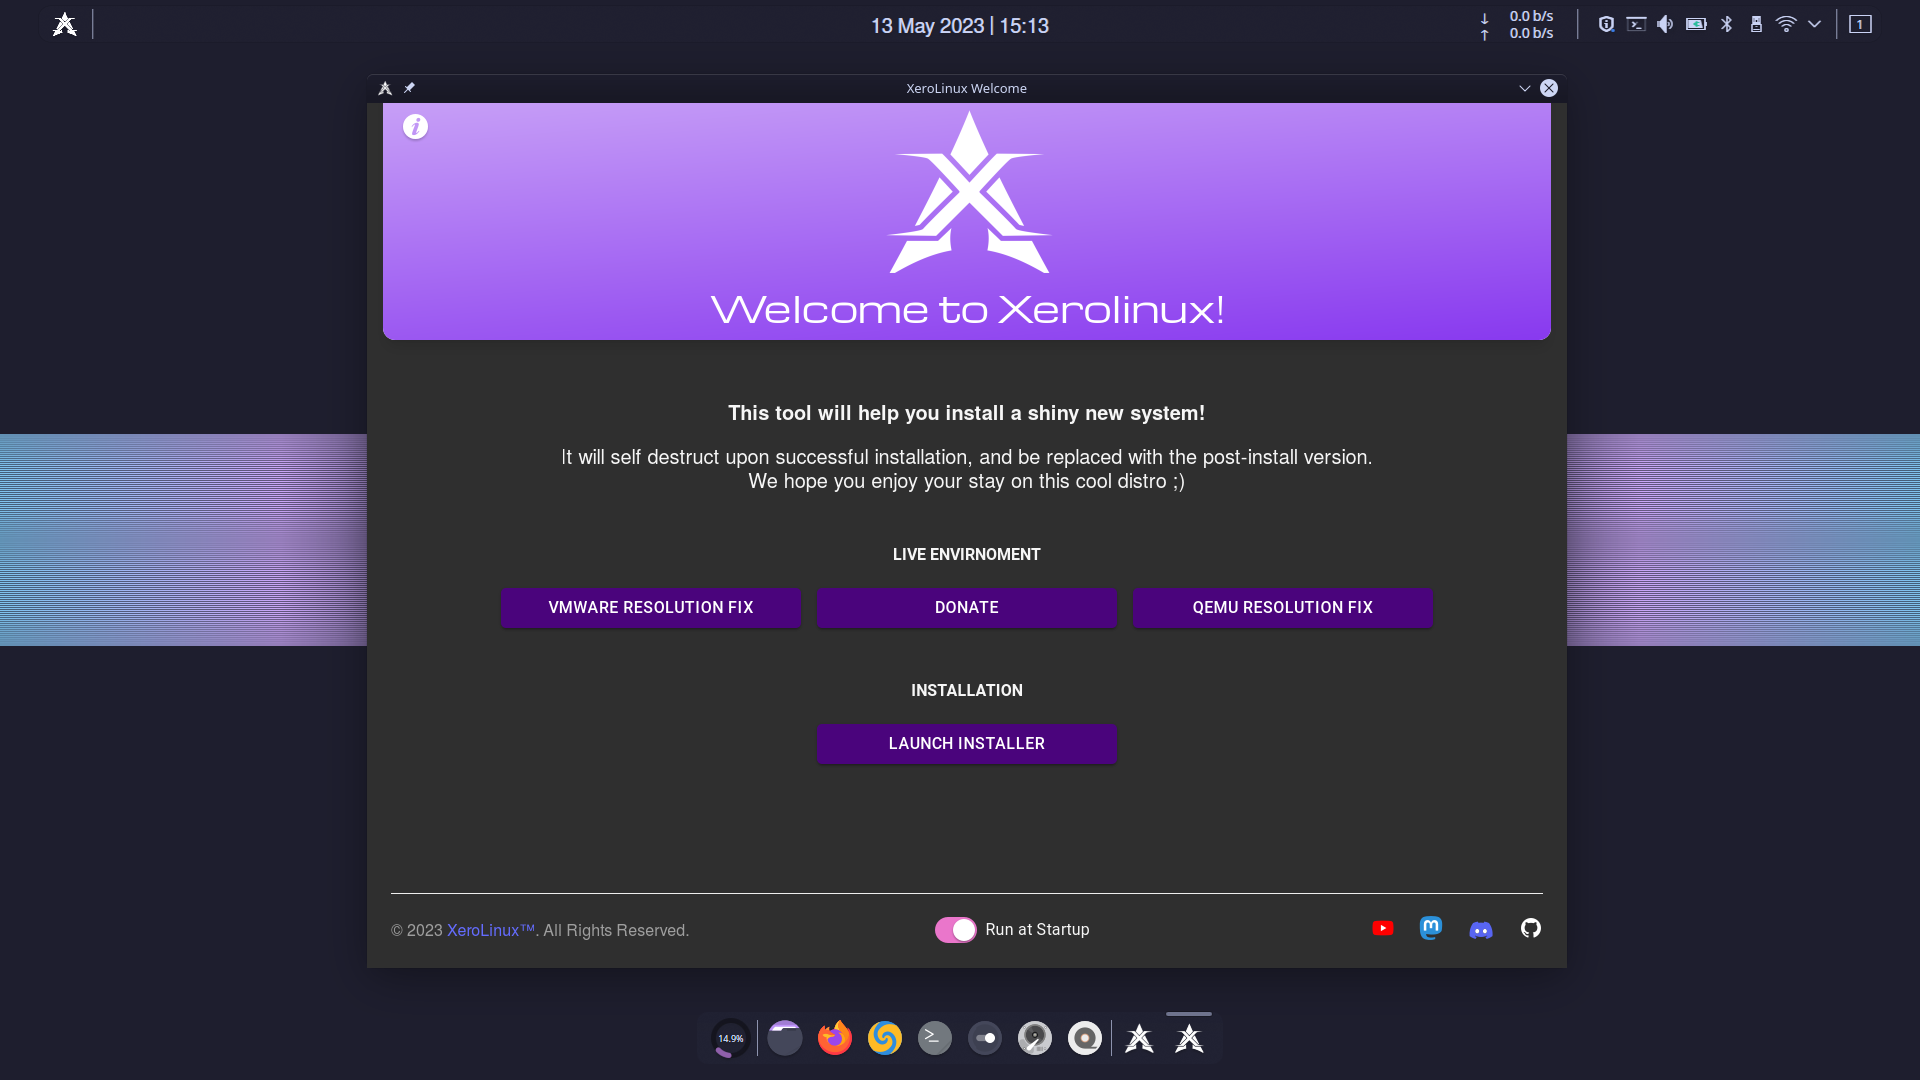 13 May 2023 | 15:13
↓ 0.0 b/s
↑ 0.0 b/s
1
XeroLinux Welcome
i
Welcome to Xerolinux!
This tool will help you install a shiny new system!
It will self destruct upon successful installation, and be replaced with the post-install version.
We hope you enjoy your stay on this cool distro ;)
LIVE ENVIRNOMENT
VMWARE RESOLUTION FIX
DONATE
QEMU RESOLUTION FIX
INSTALLATION
LAUNCH INSTALLER
© 2023 XeroLinux™. All Rights Reserved.
Run at Startup
14.9%